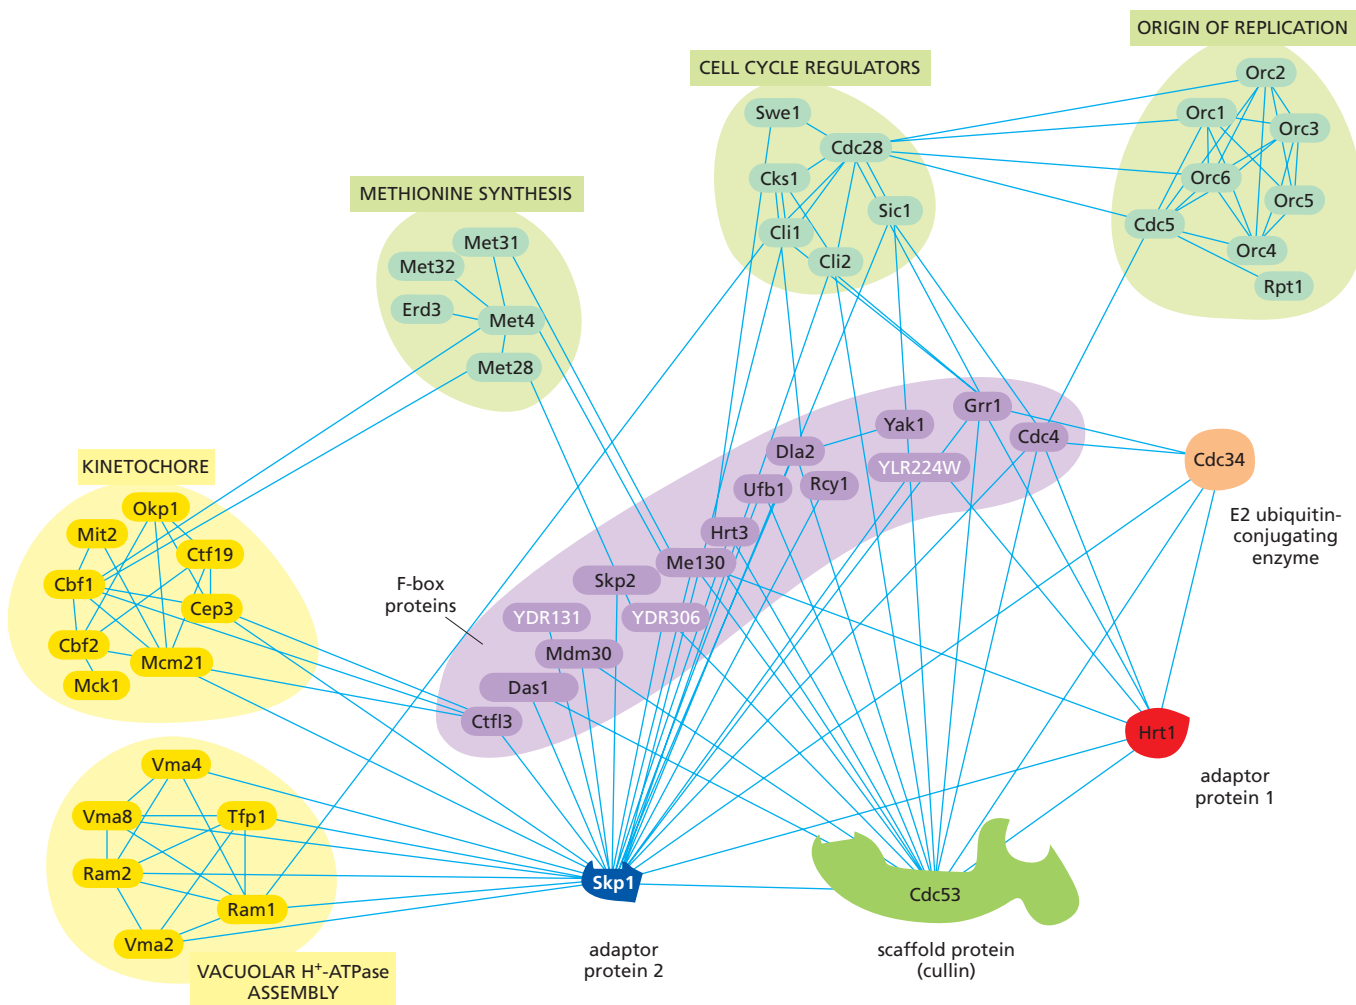 ORIGIN OF REPLICATION
CELL CYCLE REGULATORS
Orc2
Swe1
Orc1
Orc3
Cdc28
Cks1
Orc6
METHIONINE SYNTHESIS
Orc5
Sic1
Cdc5
Cli1
Met31
Orc4
Met32
Cli2
Rpt1
Erd3
Met4
Met28
Grr1
Yak1
Cdc4
Dla2
KINETOCHORE
Cdc34
YLR224W
Rcy1
Ufb1
Okp1
E2 ubiquitin-
conjugating
enzyme
Mit2
Hrt3
Ctf19
Me130
F-box
proteins
Skp2
Cbf1
Cep3
YDR131
YDR306
Cbf2
Mdm30
Mcm21
Mck1
Das1
Ctfl3
Hrt1
Vma4
adaptor
protein 1
Vma8
Tfp1
Ram2
Skp1
Cdc53
Ram1
Vma2
adaptor
protein 2
scaffold protein
(cullin)
VACUOLAR H⁺-ATPase
ASSEMBLY